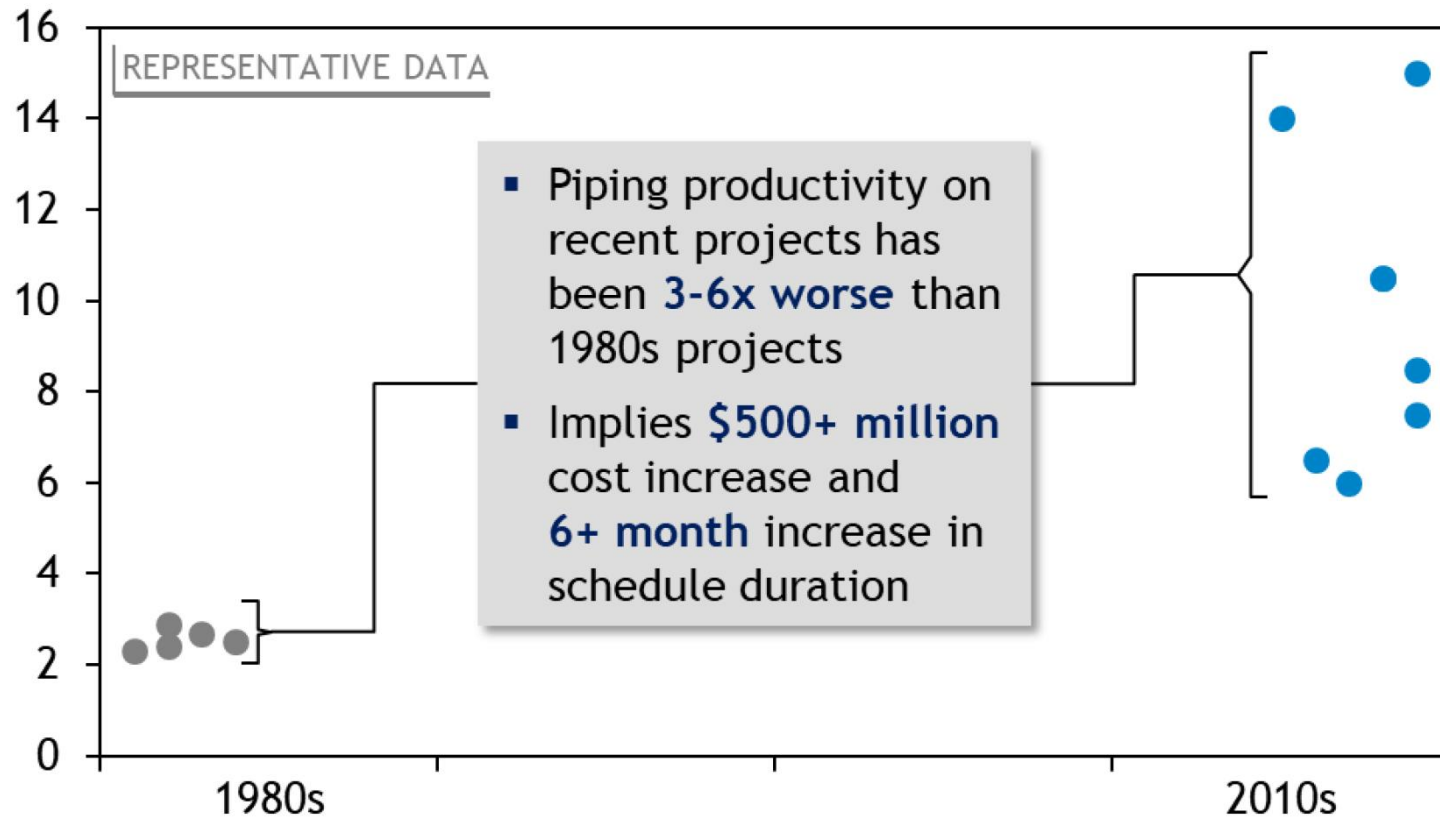 16
REPRESENTATIVE DATA
14
12
10
8
6
4
2
0
▪ Piping productivity on
recent projects has
been 3-6x worse than
1980s projects
▪ Implies $500+ million
cost increase and
6+ month increase in
schedule duration
1980s
2010s